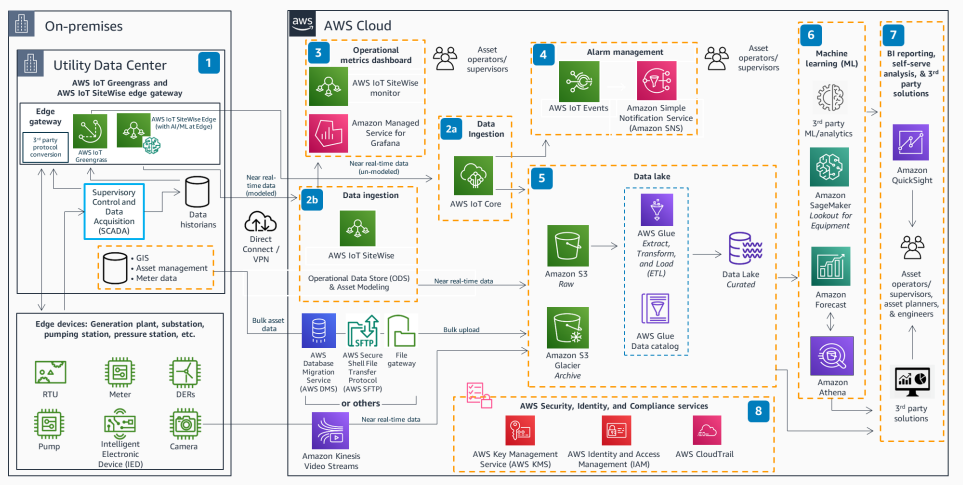 On-premises
Utility Data Center
1
AWS IoT Greengrass and
AWS IoT SiteWise edge gateway
Edge
gateway
3rd party
protocol
conversion
AWS IoT
Greengrass
AWS IoT SiteWise Edge
(with AI/ML at Edge)
Supervisory
Control and
Data
Acquisition
(SCADA)
Data
historians
• GIS
• Asset management
• Meter data
Edge devices: Generation plant, substation,
pumping station, pressure station, etc.
RTU
Meter
DERs
Pump
Intelligent
Electronic
Device (IED)
Camera
Near real-
time data
(modeled)
Direct
Connect /
VPN
Bulk asset
data
aws
AWS Cloud
3
Operational
metrics dashboard
AWS IoT SiteWise
monitor
Amazon Managed
Service for
Grafana
Asset
operators/
supervisors
Near real-time data
(un-modeled)
2b
Data ingestion
AWS IoT SiteWise
Operational Data Store (ODS)
& Asset Modeling
Near real-time data
2a
Data
Ingestion
AWS IoT Core
4
Alarm management
AWS IoT Events
Amazon Simple
Notification Service
(Amazon SNS)
Asset
operators/
supervisors
5
Data lake
Amazon S3
Raw
AWS Glue
Extract,
Transform,
and Load
(ETL)
Data Lake
Curated
AWS Glue
Data catalog
Amazon S3
Glacier
Archive
AWS
Database
Migration
Service
(AWS DMS)
SFTP
AWS Secure
Shell File
Transfer
Protocol
(AWS SFTP)
File
gateway
Bulk upload
or others
Near real-time data
Amazon Kinesis
Video Streams
AWS Security, Identity, and Compliance services
8
AWS Key Management
Service (AWS KMS)
AWS Identity and Access
Management (IAM)
AWS CloudTrail
6
Machine
learning (ML)
3rd party
ML/analytics
Amazon
SageMaker
Lookout for
Equipment
Amazon
Forecast
Amazon
Athena
7
BI reporting,
self-serve
analysis, & 3rd
party
solutions
Amazon
QuickSight
Asset
operators/
supervisors,
asset planners,
& engineers
3rd party
solutions